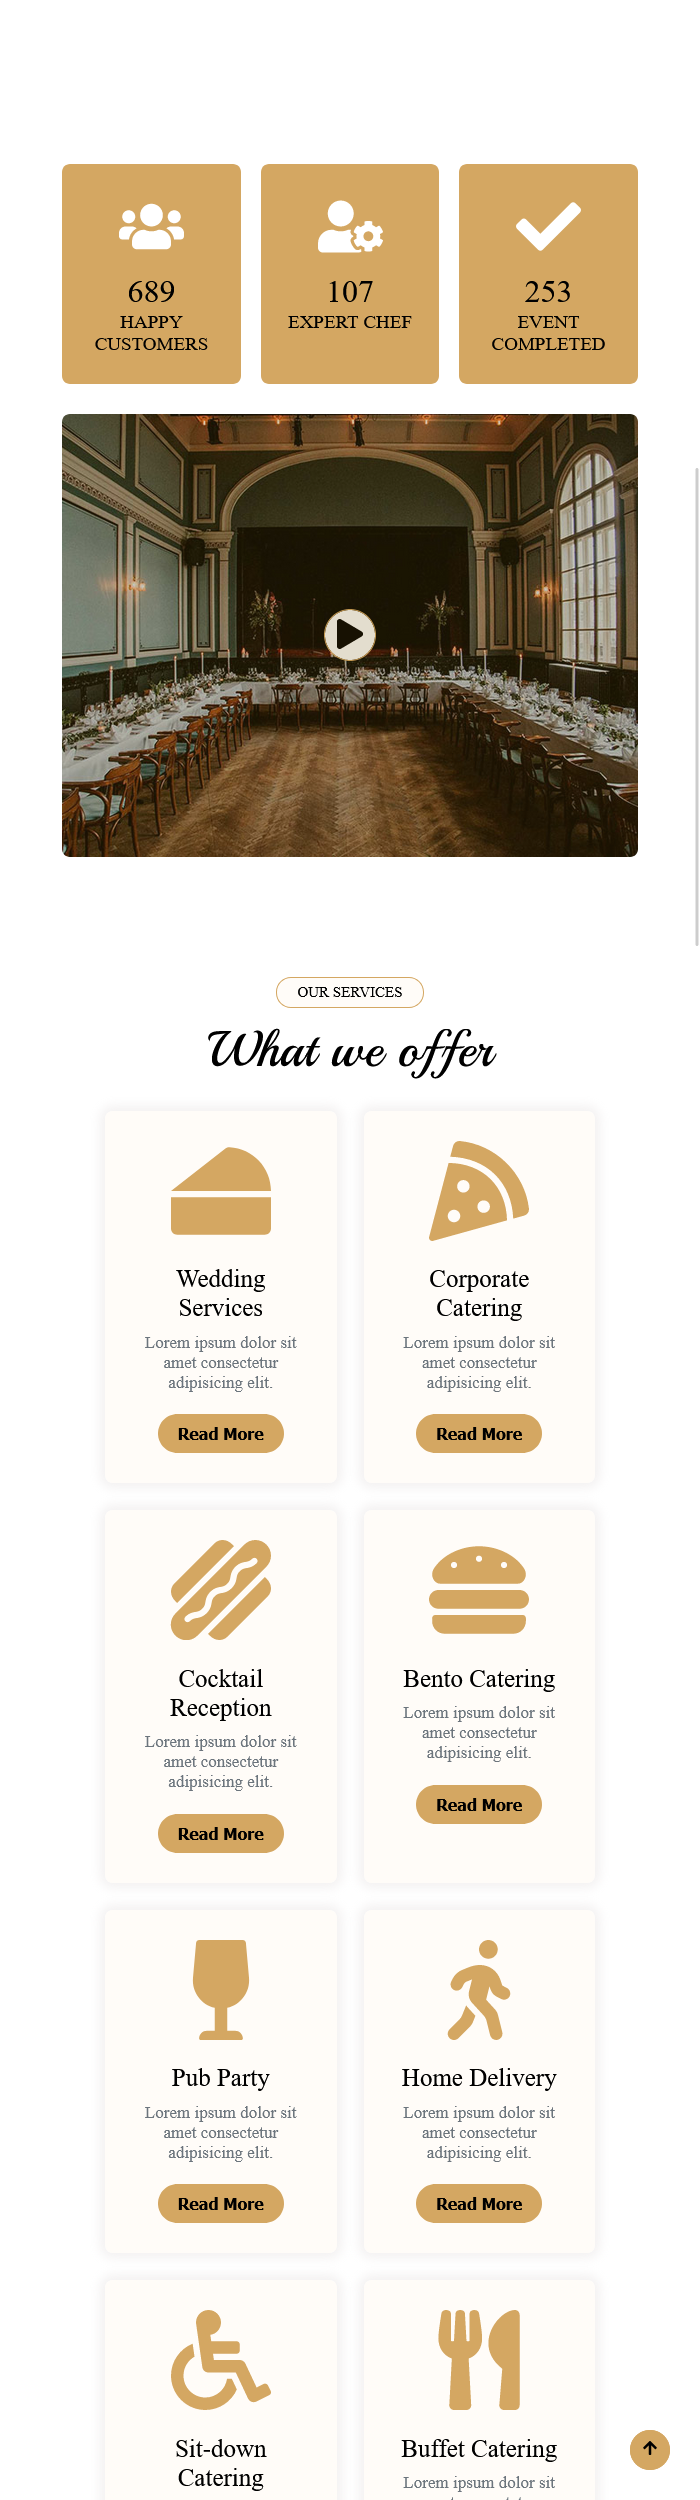 689
HAPPY
CUSTOMERS
107
EXPERT CHEF
253
EVENT
COMPLETED
OUR SERVICES
What we offer
Wedding
Services
Lorem ipsum dolor sit
amet consectetur
adipisicing elit.
Read More
Corporate
Catering
Lorem ipsum dolor sit
amet consectetur
adipisicing elit.
Read More
Cocktail
Reception
Lorem ipsum dolor sit
amet consectetur
adipisicing elit.
Read More
Bento Catering
Lorem ipsum dolor sit
amet consectetur
adipisicing elit.
Read More
Pub Party
Lorem ipsum dolor sit
amet consectetur
adipisicing elit.
Read More
Home Delivery
Lorem ipsum dolor sit
amet consectetur
adipisicing elit.
Read More
Sit-down
Catering
Buffet Catering
Lorem ipsum dolor sit